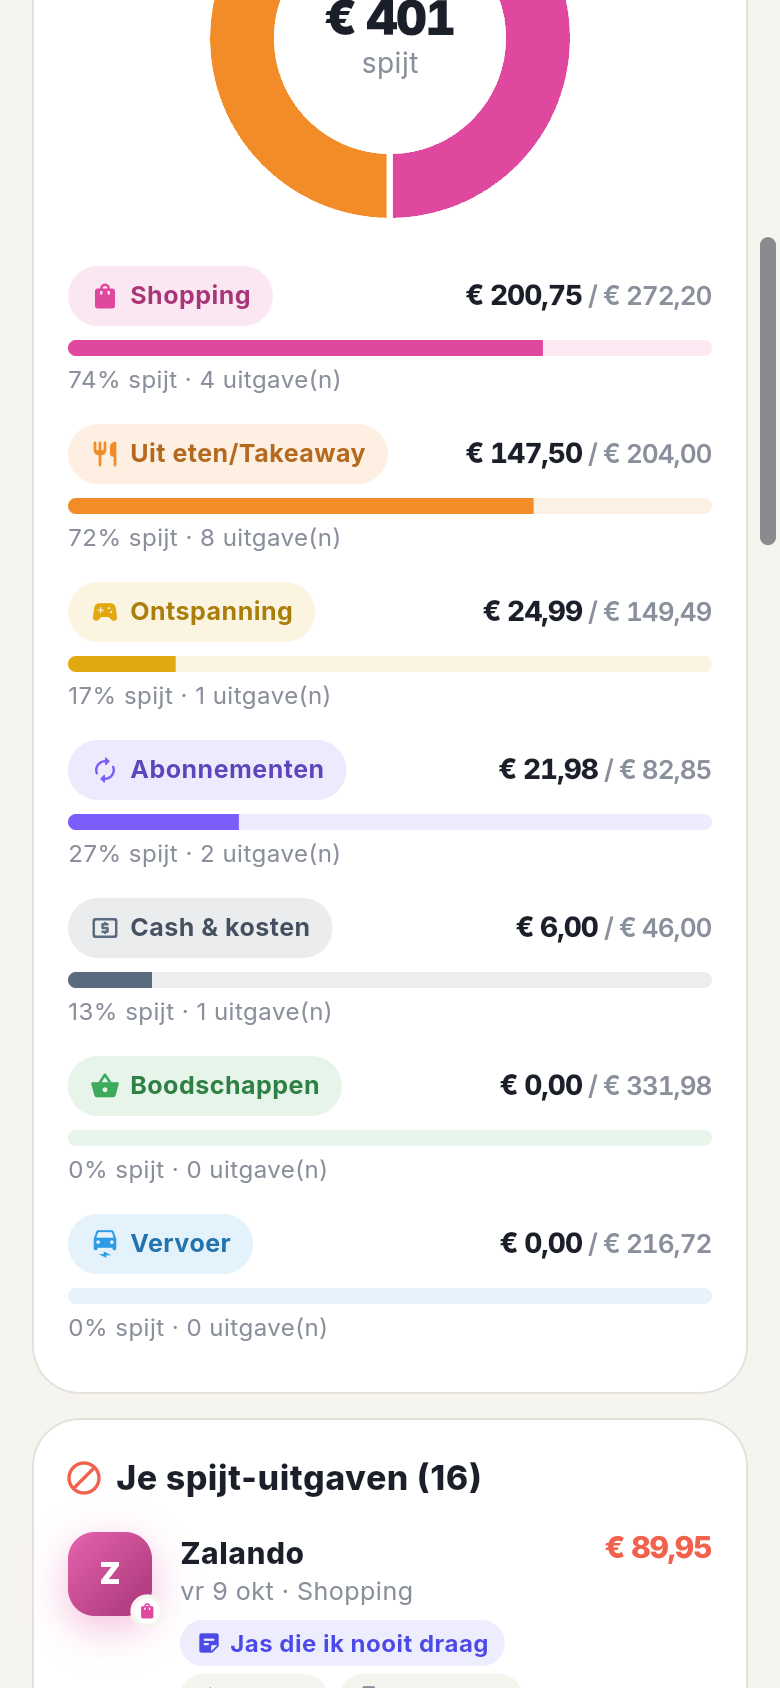 € 401
spijt
Shopping
€ 200,75 / € 272,20
74% spijt · 4 uitgave(n)
Uit eten/Takeaway
€ 147,50 / € 204,00
72% spijt · 8 uitgave(n)
Ontspanning
€ 24,99 / € 149,49
17% spijt · 1 uitgave(n)
Abonnementen
€ 21,98 / € 82,85
27% spijt · 2 uitgave(n)
Cash & kosten
€ 6,00 / € 46,00
13% spijt · 1 uitgave(n)
Boodschappen
€ 0,00 / € 331,98
0% spijt · 0 uitgave(n)
Vervoer
€ 0,00 / € 216,72
0% spijt · 0 uitgave(n)
Je spijt-uitgaven (16)
Z
Zalando
€ 89,95
vr 9 okt · Shopping
Jas die ik nooit draag